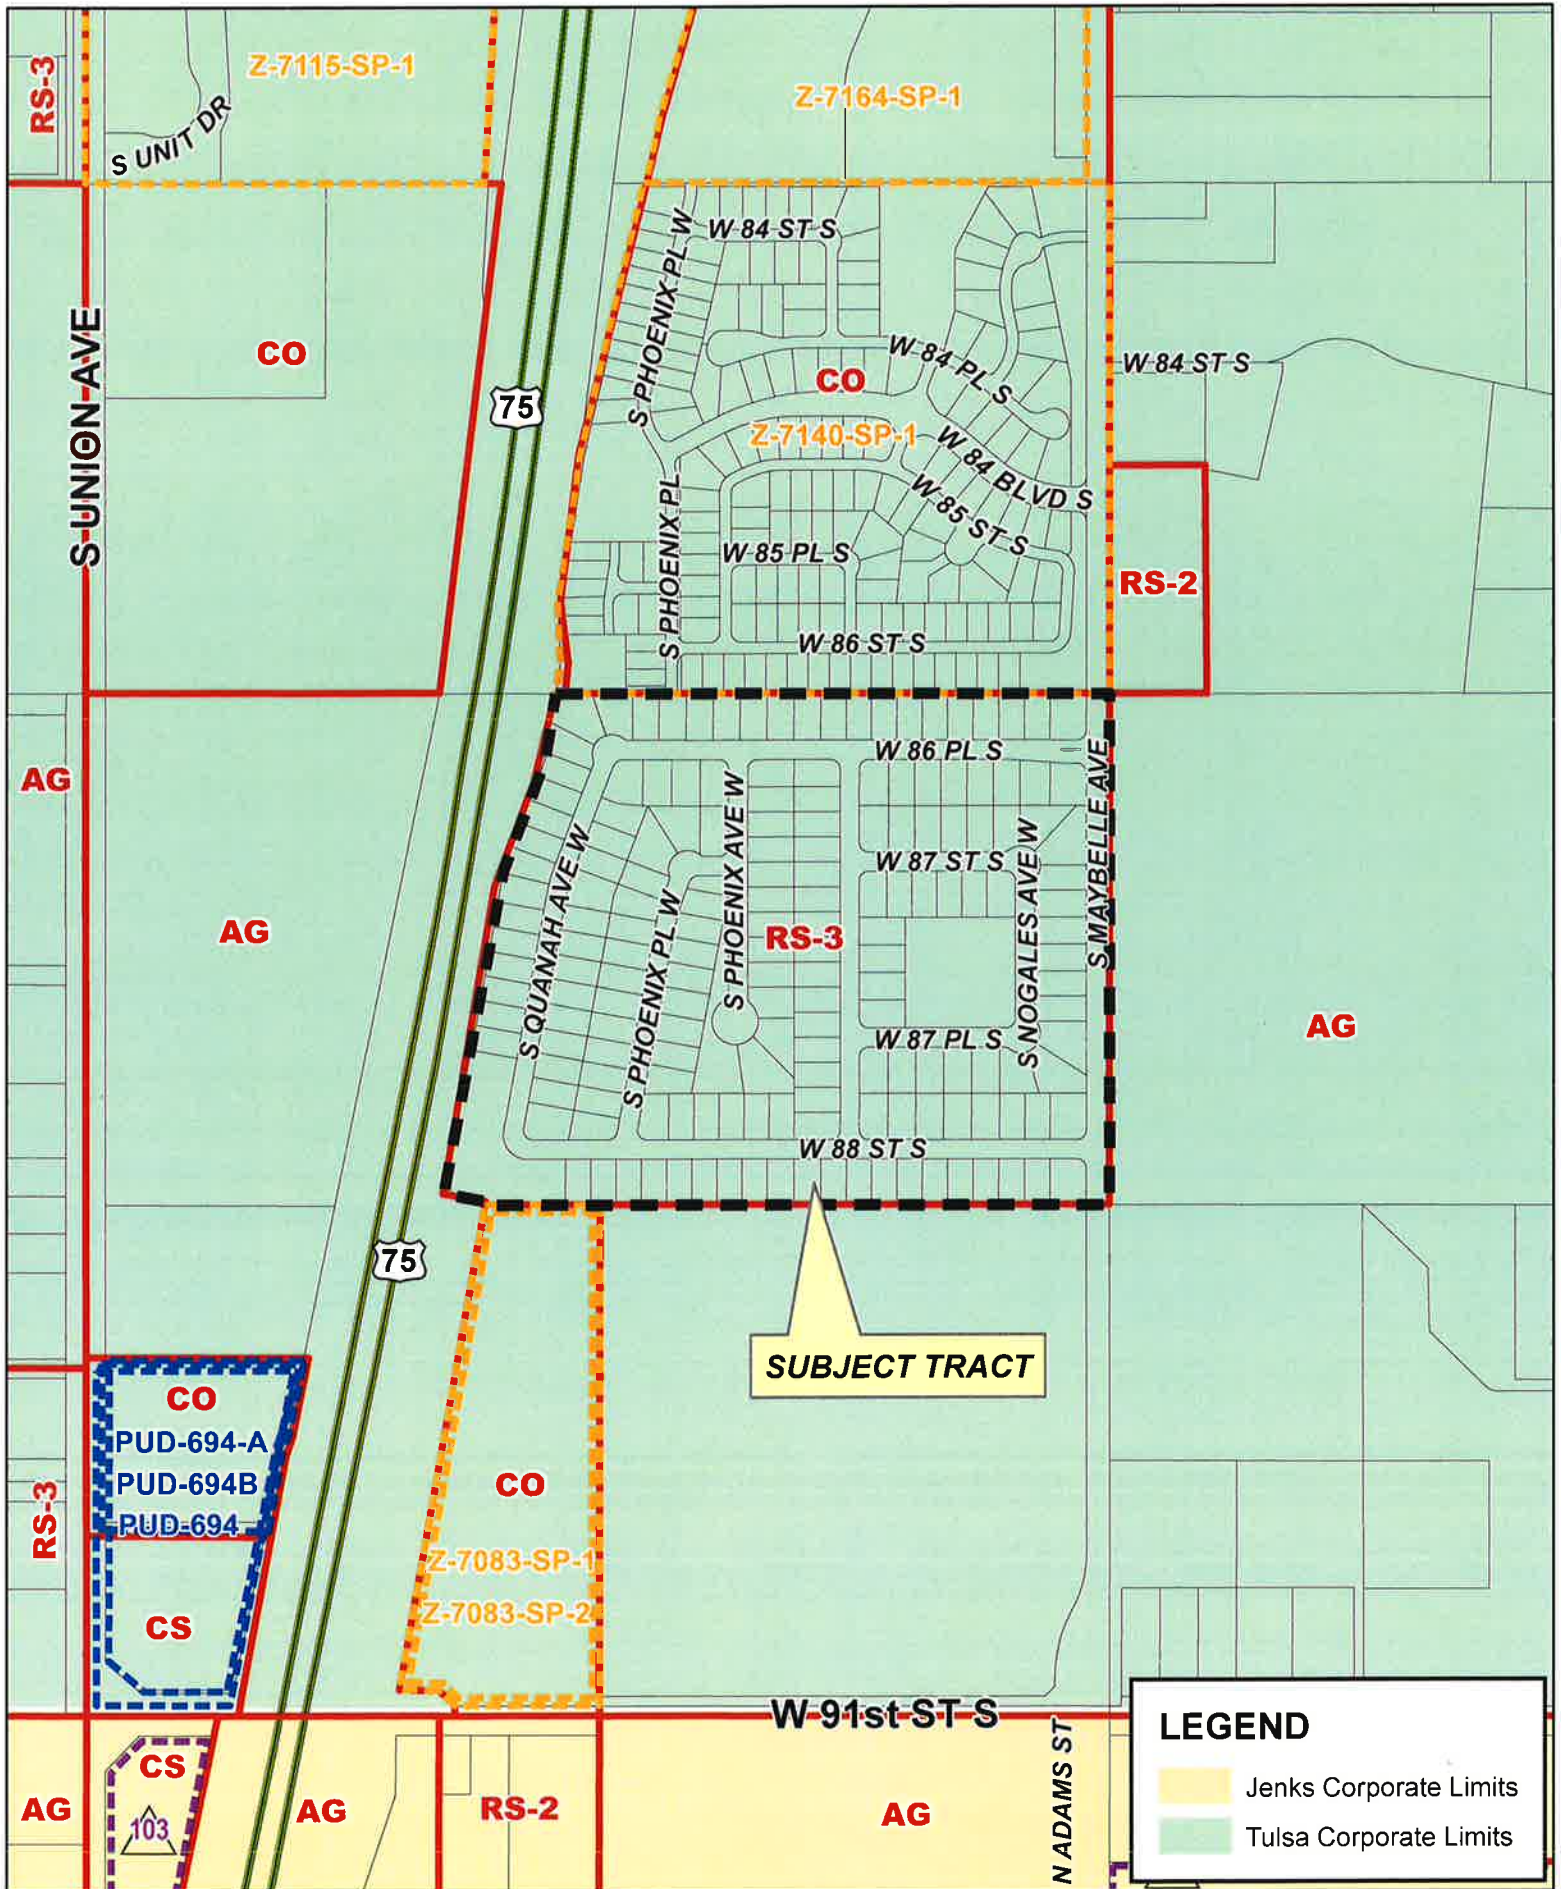 RS-3
Z-7115-SP-1
Z-7164-SP-1
S UNIT DR
W 84 ST S
S PHOENIX PL W
S UNION AVE
CO
75
W 84 PL S
CO
W 84 ST S
Z-7140-SP-1
W 84 BLVD S
W 85 ST S
S PHOENIX PL
W 85 PL S
RS-2
W 86 ST S
AG
W 86 PL S
S MAYBELLE AVE
S QUANAH AVE W
S PHOENIX AVE W
W 87 ST S
S NOGALES AVE W
AG
S PHOENIX PL W
RS-3
AG
W 87 PL S
W 88 ST S
75
SUBJECT TRACT
CO
PUD-694-A
PUD-694B
PUD-694
RS-3
CO
Z-7083-SP-1
Z-7083-SP-2
CS
W 91st ST S
CS
AG
103
AG
RS-2
AG
N ADAMS ST
LEGEND
Jenks Corporate Limits
Tulsa Corporate Limits